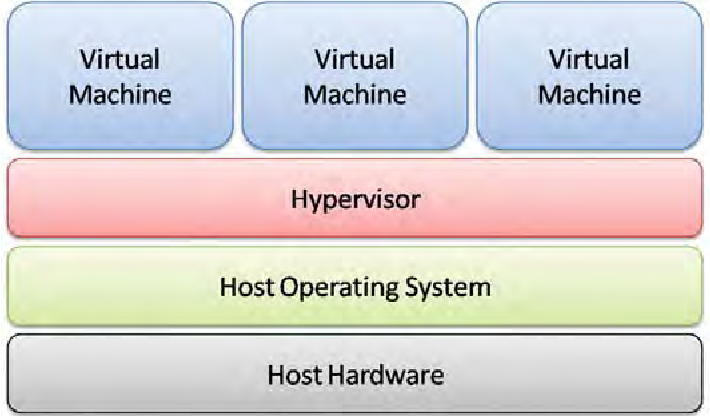 Virtual Virtual Virtual
Machine Machine Machine
Hypervisor
Host Operating System
Host Hardware